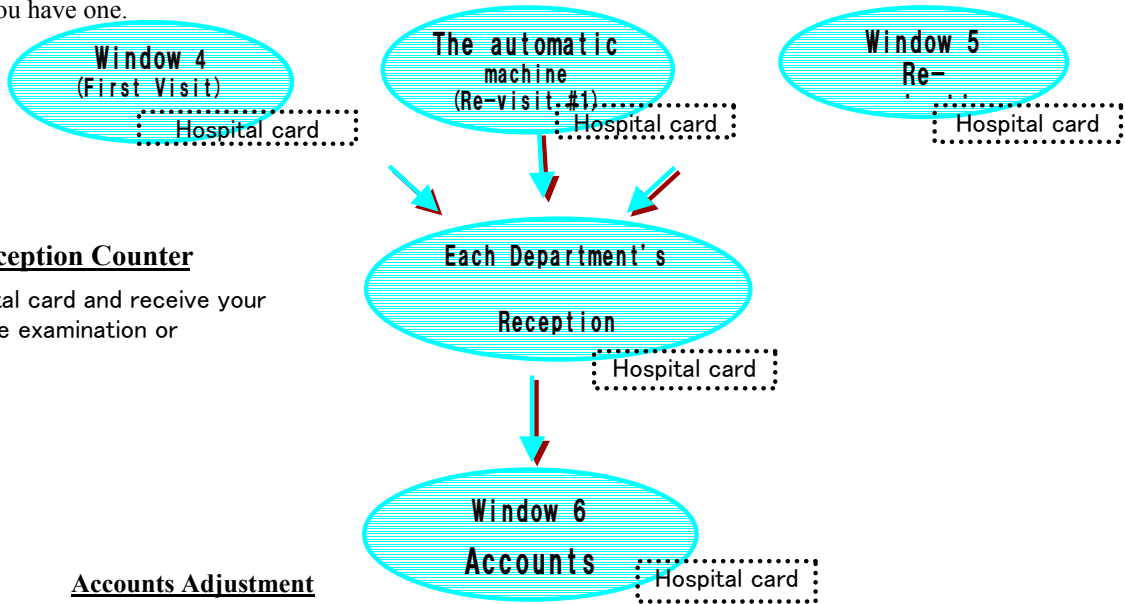 ou have one.
Window 4
(First Visit)
Hospital card
The automatic
machine
(Re-visit #1)
Hospital card
Window 5
Re-
Hospital card
ception Counter
tal card and receive your
e examination or
Each Department's
Reception
Hospital card
Window 6
Accounts
Hospital card
Accounts Adjustment